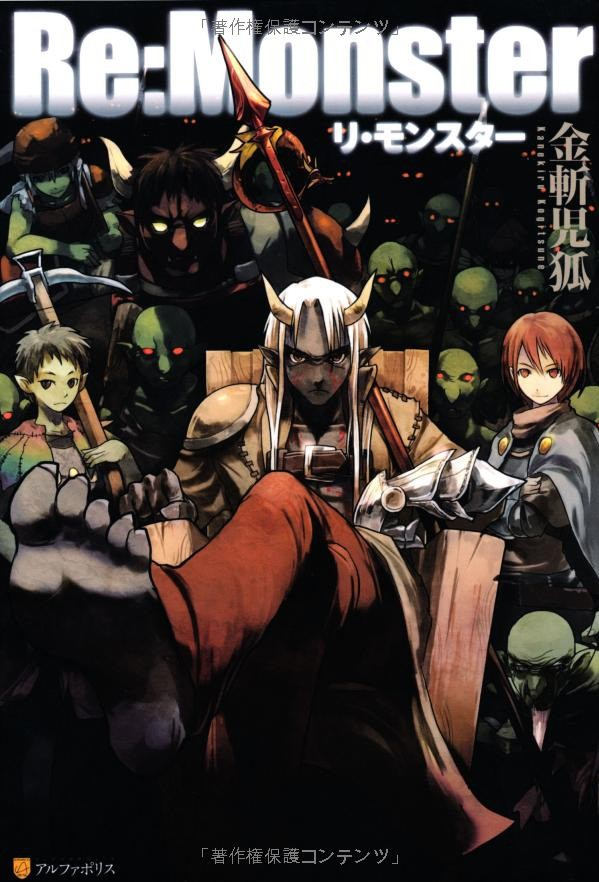 「著作権保護コンテンツ」
Re:Monster
リ・モンスター
金斬児狐
Kanekiru Kogitsune
「著作権保護コンテンツ」
アルファポリス